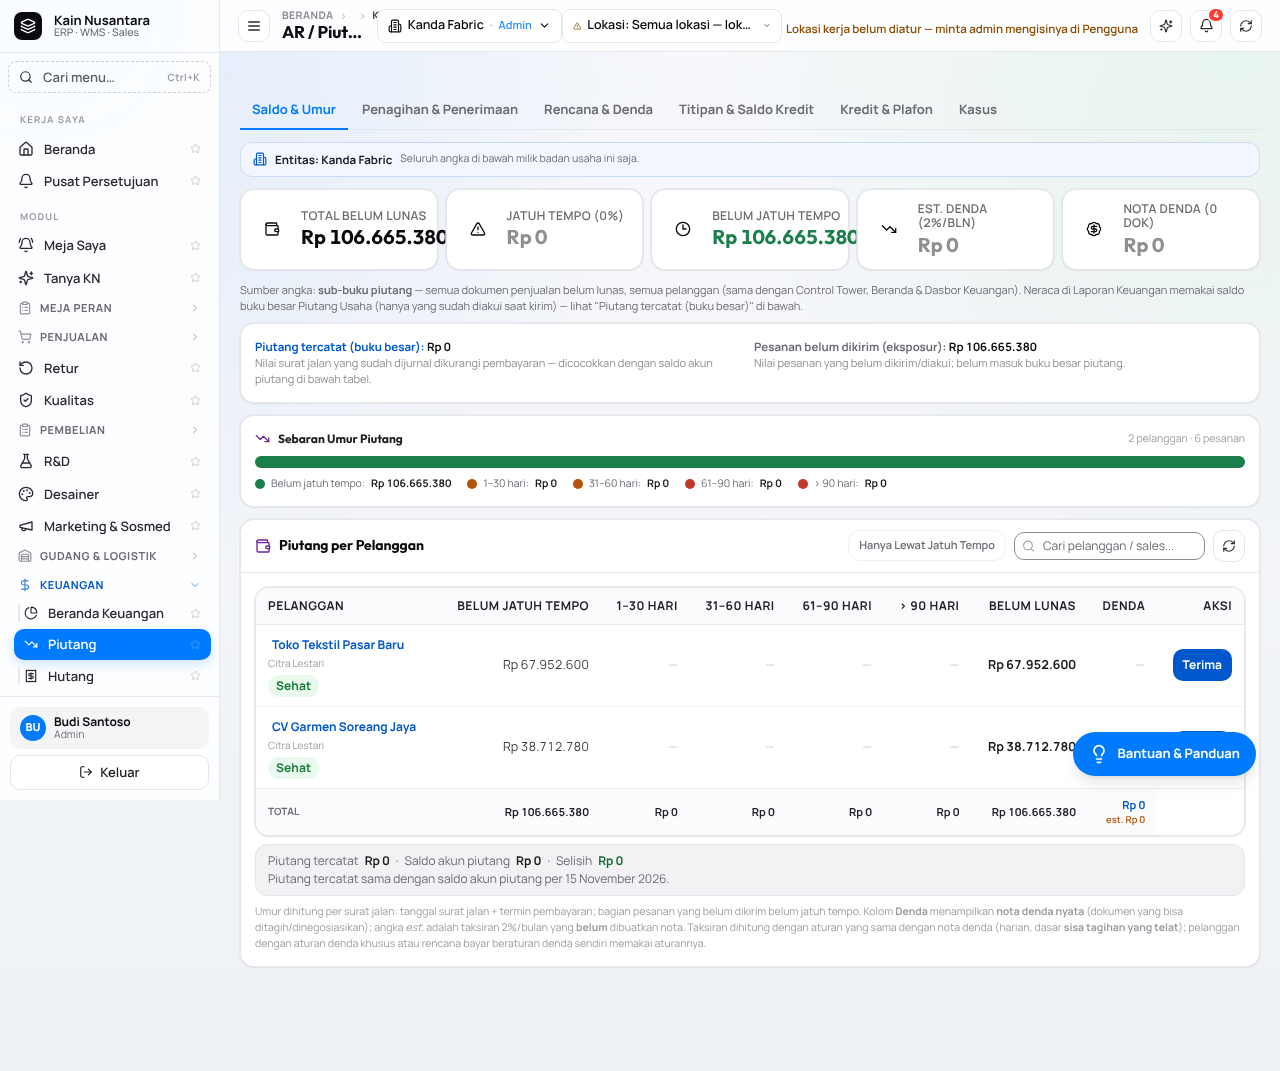 Kain Nusantara
ERP · WMS · Sales
Cari menu...
Ctrl+K
KERJA SAYA
Beranda
Pusat Persetujuan
MODUL
Meja Saya
Tanya KN
MEJA PERAN
PENJUALAN
Retur
Kualitas
PEMBELIAN
R&D
Desainer
Marketing & Sosmed
GUDANG & LOGISTIK
KEUANGAN
Beranda Keuangan
Piutang
Hutang
BU
Budi Santoso
Admin
Keluar
BERANDA › › K
AR / Piut...
Kanda Fabric · Admin
Lokasi: Semua lokasi — lok...
Lokasi kerja belum diatur — minta admin mengisinya di Pengguna
4
Saldo & Umur
Penagihan & Penerimaan
Rencana & Denda
Titipan & Saldo Kredit
Kredit & Plafon
Kasus
Entitas: Kanda Fabric Seluruh angka di bawah milik badan usaha ini saja.
TOTAL BELUM LUNAS
Rp 106.665.380
JATUH TEMPO (0%)
Rp 0
BELUM JATUH TEMPO
Rp 106.665.380
EST. DENDA (2%/BLN)
Rp 0
NOTA DENDA (0 DOK)
Rp 0
Sumber angka: sub-buku piutang — semua dokumen penjualan belum lunas, semua pelanggan (sama dengan Control Tower, Beranda & Dasbor Keuangan). Neraca di Laporan Keuangan memakai saldo
buku besar Piutang Usaha (hanya yang sudah diakui saat kirim) — lihat "Piutang tercatat (buku besar)" di bawah.
Piutang tercatat (buku besar): Rp 0
Nilai surat jalan yang sudah dijurnal dikurangi pembayaran — dicocokkan dengan saldo akun
piutang di bawah tabel.
Pesanan belum dikirim (eksposur): Rp 106.665.380
Nilai pesanan yang belum dikirim/diakui; belum masuk buku besar piutang.
Sebaran Umur Piutang
2 pelanggan · 6 pesanan
Belum jatuh tempo: Rp 106.665.380
1–30 hari: Rp 0
31–60 hari: Rp 0
61–90 hari: Rp 0
> 90 hari: Rp 0
Piutang per Pelanggan
Hanya Lewat Jatuh Tempo
Cari pelanggan / sales...
PELANGGAN BELUM JATUH TEMPO 1–30 HARI 31–60 HARI 61–90 HARI > 90 HARI BELUM LUNAS DENDA AKSI
Toko Tekstil Pasar Baru
Citra Lestari
Sehat
Rp 67.952.600 — — — — Rp 67.952.600 — Terima
CV Garmen Soreang Jaya
Citra Lestari
Sehat
Rp 38.712.780 — — — — Rp 38.712.780
Bantuan & Panduan
TOTAL Rp 106.665.380 Rp 0 Rp 0 Rp 0 Rp 0 Rp 106.665.380 Rp 0
est. Rp 0
Piutang tercatat Rp 0 · Saldo akun piutang Rp 0 · Selisih Rp 0
Piutang tercatat sama dengan saldo akun piutang per 15 November 2026.
Umur dihitung per surat jalan: tanggal surat jalan + termin pembayaran; bagian pesanan yang belum dikirim belum jatuh tempo. Kolom Denda menampilkan nota denda nyata (dokumen yang bisa
ditagih/dinegosiasikan); angka est. adalah taksiran 2%/bulan yang belum dibuatkan nota. Taksiran dihitung dengan aturan yang sama dengan nota denda (harian, dasar sisa tagihan yang telat); pelanggan
dengan aturan denda khusus atau rencana bayar beraturan denda sendiri memakai aturannya.